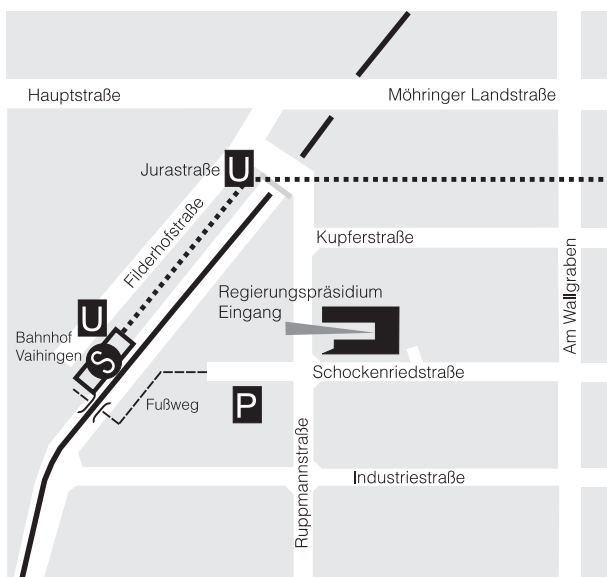 Hauptstraße
Möhringer Landstraße
Jurastraße
U
Filderhofstraße
Kupferstraße
Am Wallgraben
Regierungspräsidium
Eingang
U
Bahnhof
Vaihingen
S
Schockenriedstraße
Fußweg
P
Ruppmannstraße
Industriestraße